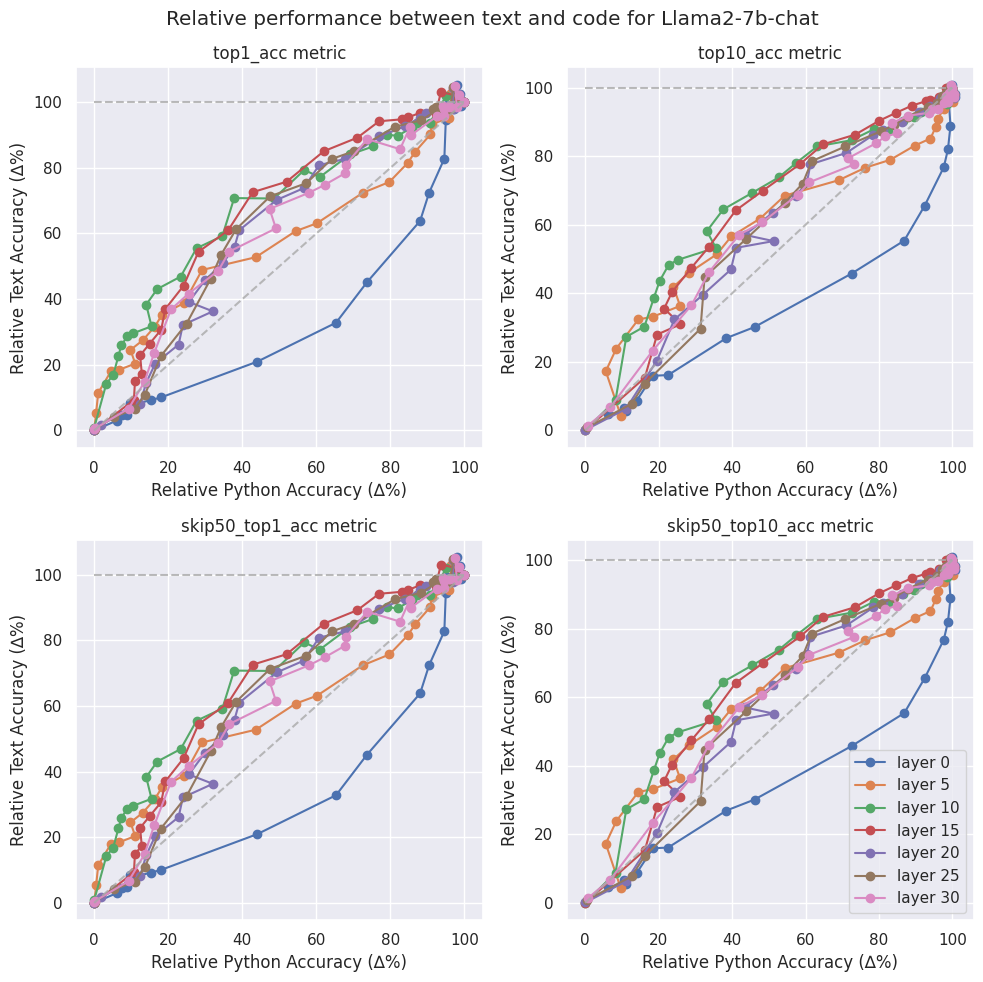 Relative performance between text and code for Llama2-7b-chat
top1_acc metric
Relative Text Accuracy (Δ%)
100
80
60
40
20
0
0 20 40 60 80 100
Relative Python Accuracy (Δ%)
top10_acc metric
Relative Text Accuracy (Δ%)
100
80
60
40
20
0
0 20 40 60 80 100
Relative Python Accuracy (Δ%)
skip50_top1_acc metric
Relative Text Accuracy (Δ%)
100
80
60
40
20
0
0 20 40 60 80 100
Relative Python Accuracy (Δ%)
skip50_top10_acc metric
Relative Text Accuracy (Δ%)
100
80
60
40
20
0
0 20 40 60 80 100
Relative Python Accuracy (Δ%)
layer 0
layer 5
layer 10
layer 15
layer 20
layer 25
layer 30